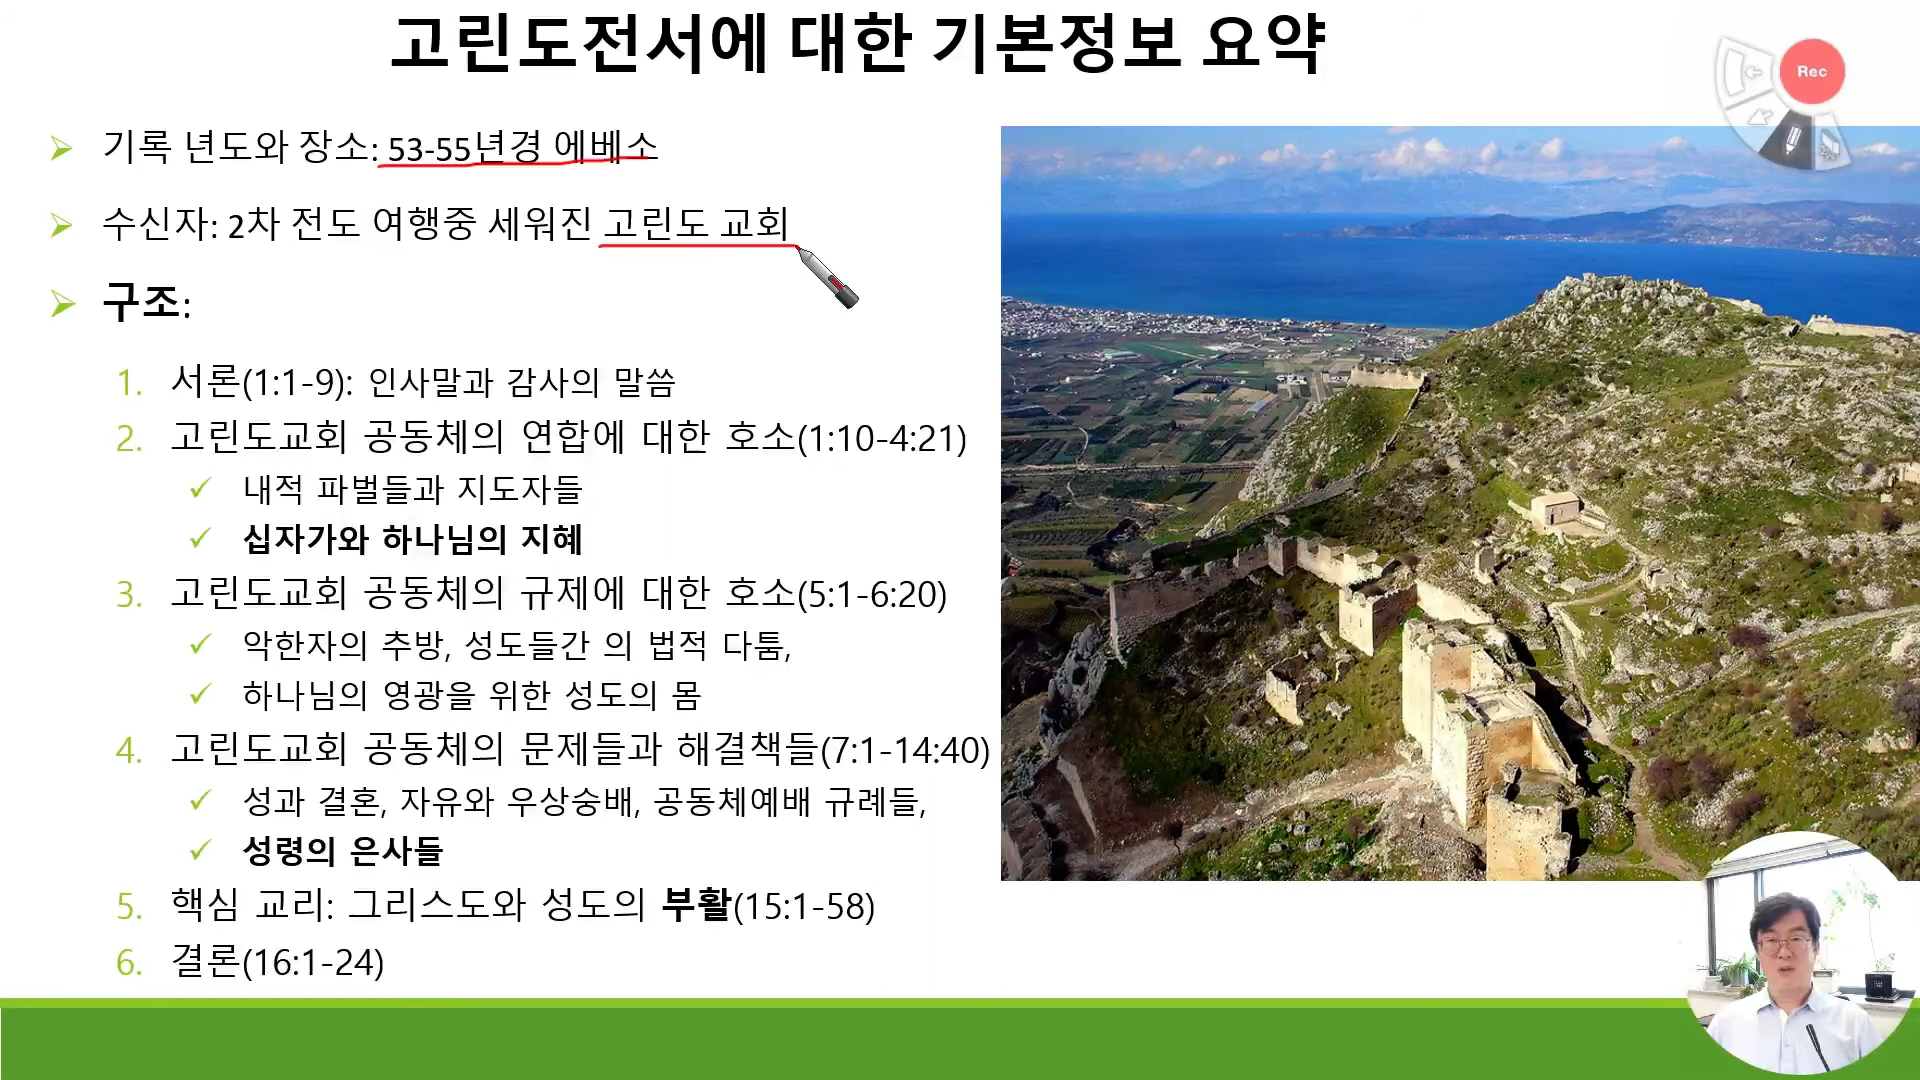 고린도전서에 대한 기본정보 요약
Rec
기록 년도와 장소: 53-55년경 에베소
수신자: 2차 전도 여행중 세워진 고린도 교회
구조:
1. 서론(1:1-9): 인사말과 감사의 말씀
2. 고린도교회 공동체의 연합에 대한 호소(1:10-4:21)
내적 파벌들과 지도자들
십자가와 하나님의 지혜
3. 고린도교회 공동체의 규제에 대한 호소(5:1-6:20)
악한자의 추방, 성도들간 의 법적 다툼,
하나님의 영광을 위한 성도의 몸
4. 고린도교회 공동체의 문제들과 해결책들(7:1-14:40)
성과 결혼, 자유와 우상숭배, 공동체예배 규례들,
성령의 은사들
5. 핵심 교리: 그리스도와 성도의 부활(15:1-58)
6. 결론(16:1-24)